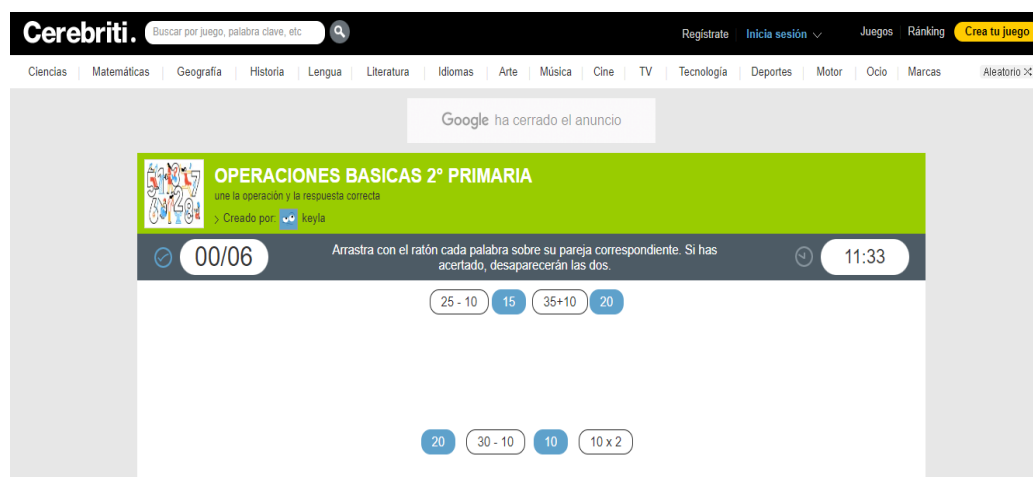 Cerebriti. Buscar por juego, palabra clave, etc Regístrate Inicia sesión Juegos Ránking Crea tu juego
Ciencias Matemáticas Geografía Historia Lengua Literatura Idiomas Arte Música Cine TV Tecnología Deportes Motor Ocio Marcas Aleatorio
Google ha cerrado el anuncio
OPERACIONES BASICAS 2º PRIMARIA
une la operación y la respuesta correcta
> Creado por: keyla
00/06
Arrastra con el ratón cada palabra sobre su pareja correspondiente. Si has
acertado, desaparecerán las dos.
11:33
25 - 10 15 35+10 20
20 30 - 10 10 10 x 2